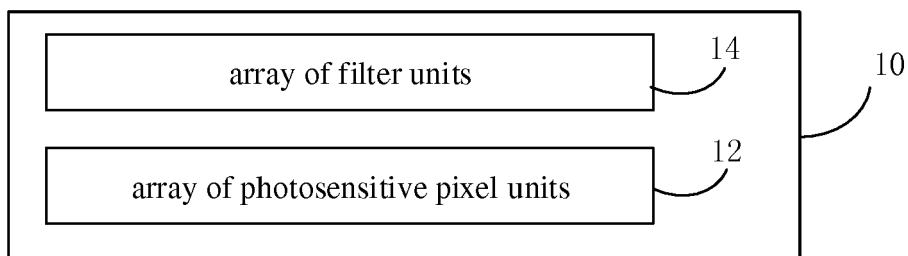 array of filter units
14
10
array of photosensitive pixel units
12